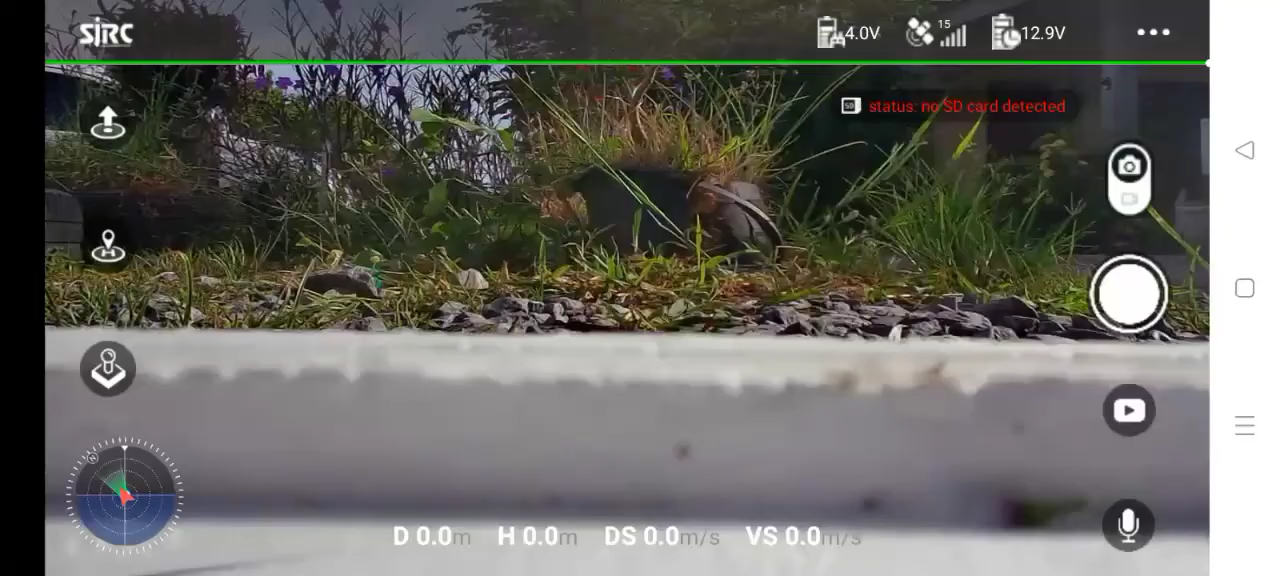 SJRC
4.0V
15
12.9V
SD
status: no SD card detected
H
N
D 0.0m H 0.0m DS 0.0m/s VS 0.0m/s